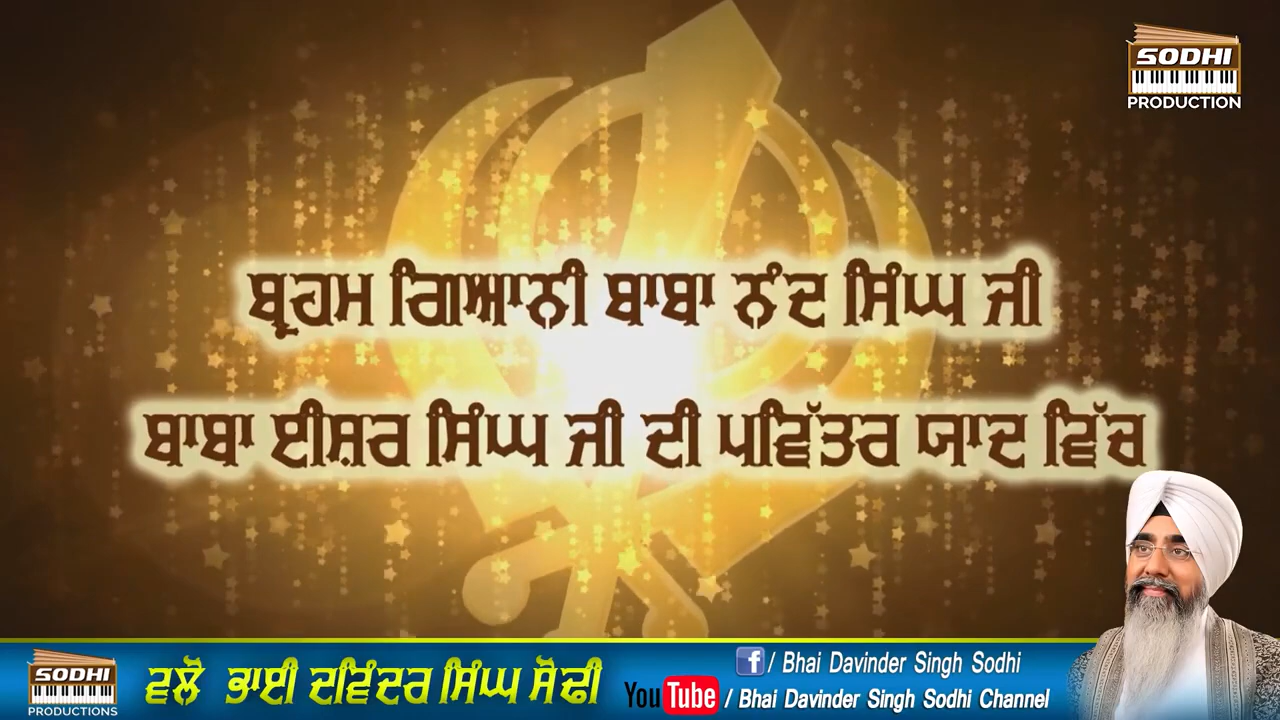 SODHI
PRODUCTION
ਬ੍ਰਹਮ ਗਿਆਨੀ ਬਾਬਾ ਨੰਦ ਸਿੰਘ ਜੀ
ਬਾਬਾ ਈਸ਼ਰ ਸਿੰਘ ਜੀ ਦੀ ਪਵਿੱਤਰ ਯਾਦ ਵਿੱਚ
SODHI
PRODUCTIONS
ਵਲੋਂ ਭਾਈ ਦਵਿੰਦਰ ਸਿੰਘ ਸੋਢੀ
f / Bhai Davinder Singh Sodhi
YouTube / Bhai Davinder Singh Sodhi Channel